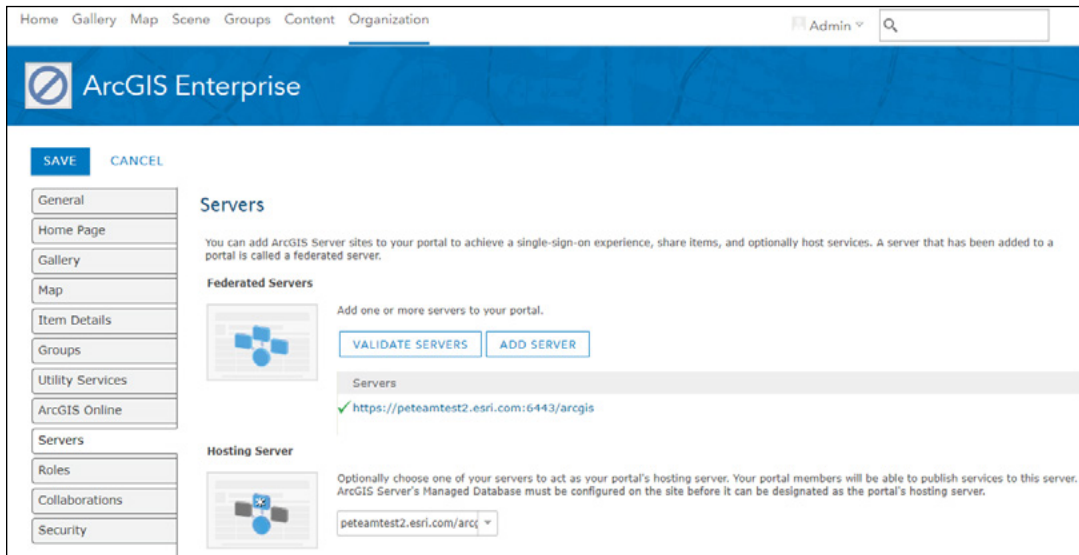 Home Gallery Map Scene Groups Content Organization
Admin
ArcGIS Enterprise
SAVE CANCEL
General
Home Page
Gallery
Map
Item Details
Groups
Utility Services
ArcGIS Online
Servers
Roles
Collaborations
Security
Servers
You can add ArcGIS Server sites to your portal to achieve a single-sign-on experience, share items, and optionally host services. A server that has been added to a
portal is called a federated server.
Federated Servers
Add one or more servers to your portal.
VALIDATE SERVERS ADD SERVER
Servers
https://peteamtest2.esri.com:6443/arcgis
Hosting Server
Optionally choose one of your servers to act as your portal's hosting server. Your portal members will be able to publish services to this server.
ArcGIS Server's Managed Database must be configured on the site before it can be designated as the portal's hosting server.
peteamtest2.esri.com/arcg